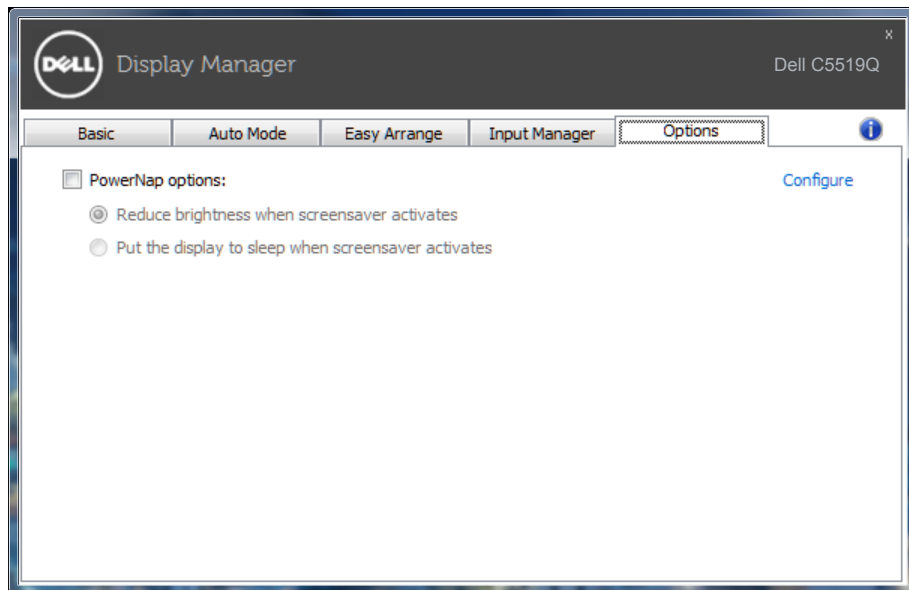 x
DELL Display Manager Dell C5519Q
Basic Auto Mode Easy Arrange Input Manager Options i
PowerNap options: Configure
Reduce brightness when screensaver activates
Put the display to sleep when screensaver activates